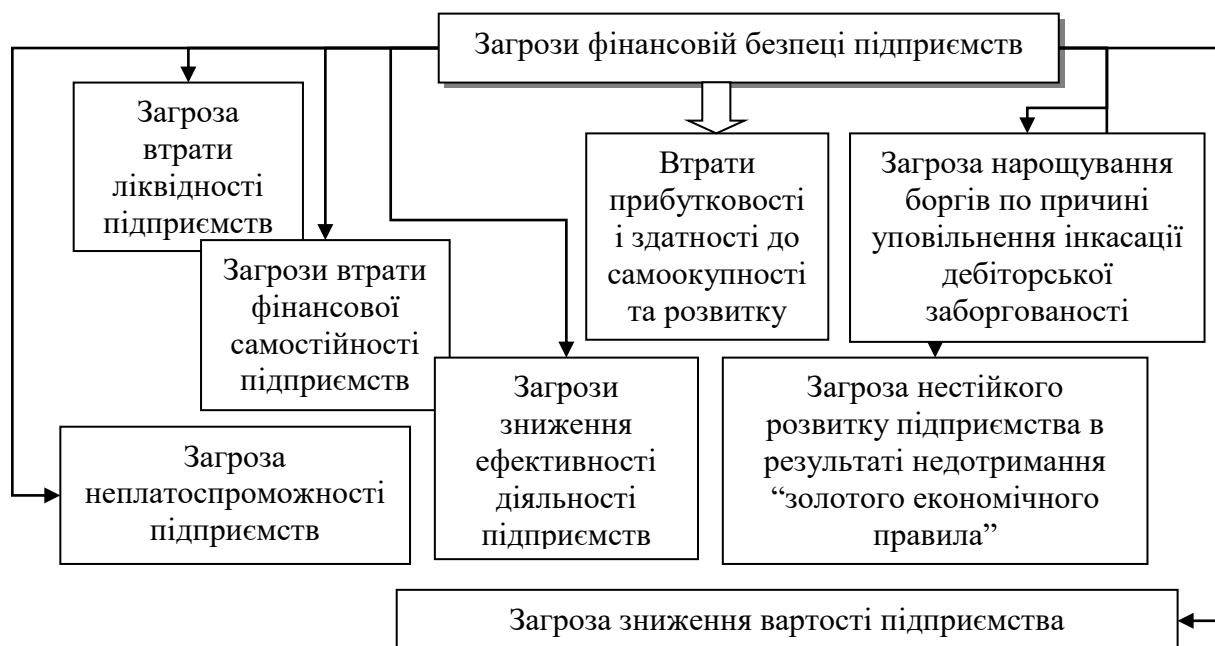 Загрози фінансовій безпеці підприємств
Загроза
втрати
ліквідності
підприємств
Загрози втрати
фінансової
самостійності
підприємств
Загроза
неплатоспроможності
підприємств
Загрози
зниження
ефективності
діяльності
підприємств
Втрати
прибутковості
і здатності до
самоокупності
та розвитку
Загроза нарощування
боргів по причині
уповільнення інкасації
дебіторської
заборгованості
Загроза нестійкого
розвитку підприємства в
результаті недотримання
“золотого економічного
правила”
Загроза зниження вартості підприємства